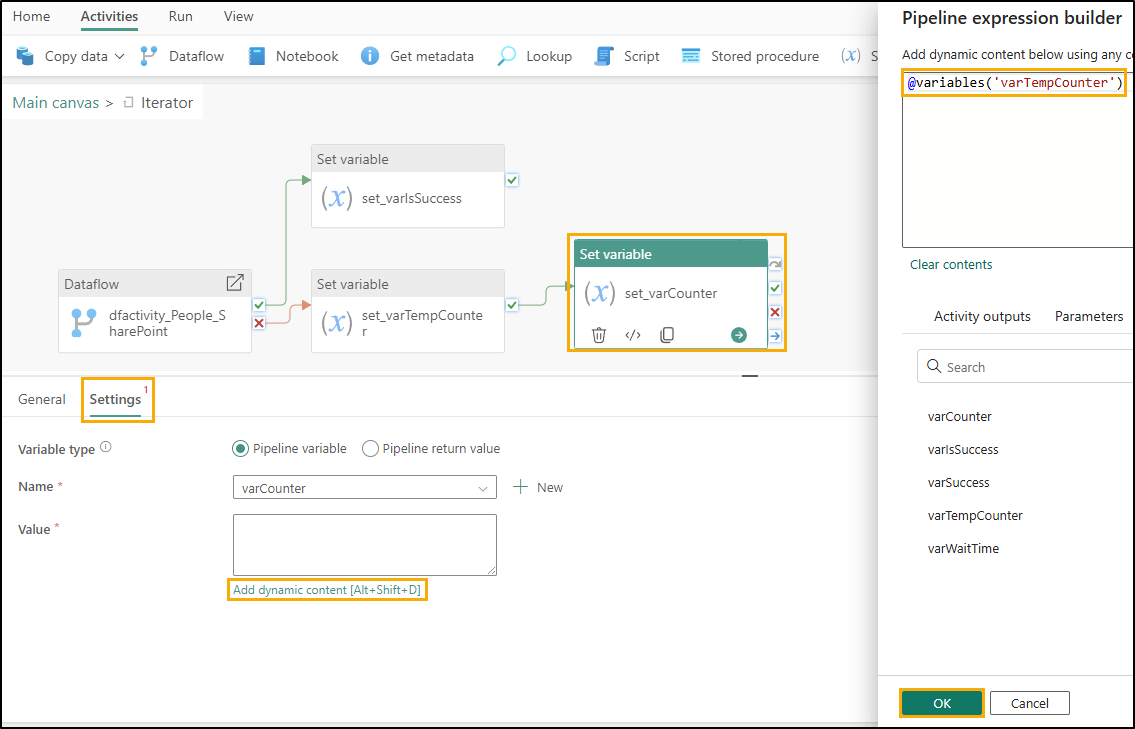 Home Activities Run View
Copy data Dataflow Notebook Get metadata Lookup Script Stored procedure (x) S
Main canvas > Iterator
Set variable
(x) set_varIsSuccess
Dataflow
dfactivity_People_S
harePoint
Set variable
(x) set_varTempCounte
r
Set variable
(x) set_varCounter
General Settings 1
Variable type
Pipeline variable Pipeline return value
Name *
varCounter
New
Value *
Add dynamic content [Alt+Shift+D]
Pipeline expression builder
Add dynamic content below using any c
@variables('varTempCounter')
Clear contents
Activity outputs Parameters
Search
varCounter
varIsSuccess
varSuccess
varTempCounter
varWaitTime
OK Cancel